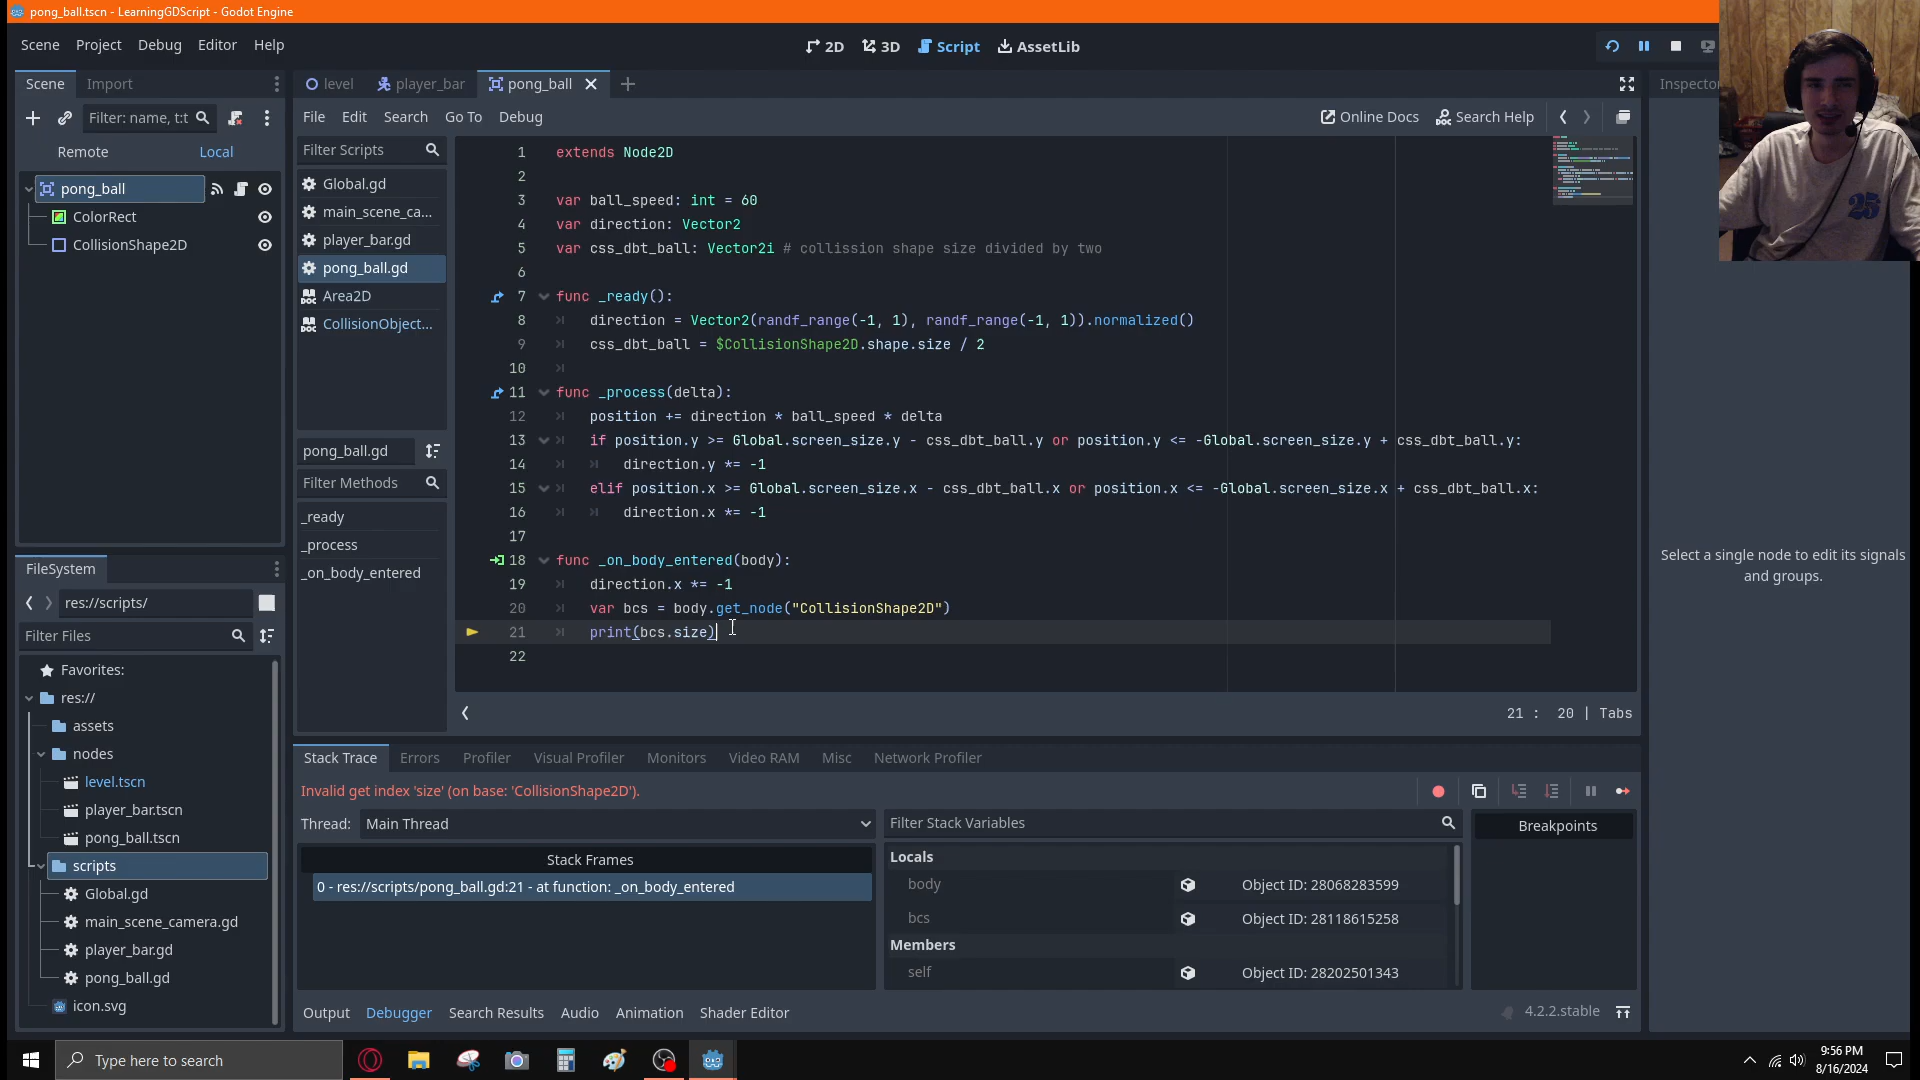 pong_ball.tscn - LearningGDScript - Godot Engine
Scene Project Debug Editor Help
2D 3D Script AssetLib
Scene Import
level player_bar pong_ball
Inspector
Filter: name, t:t
File Edit Search Go To Debug
Online Docs Search Help
Remote Local
Filter Scripts
pong_ball
ColorRect
CollisionShape2D
Global.gd
main_scene_ca...
player_bar.gd
pong_ball.gd
Area2D
CollisionObject...
pong_ball.gd
Filter Methods
_ready
_process
_on_body_entered
1 extends Node2D
2
3 var ball_speed: int = 60
4 var direction: Vector2
5 var css_dbt_ball: Vector2i # collission shape size divided by two
6
7 func _ready():
8 direction = Vector2(randf_range(-1, 1), randf_range(-1, 1)).normalized()
9 css_dbt_ball = $CollisionShape2D.shape.size / 2
10
11 func _process(delta):
12 position += direction * ball_speed * delta
13 if position.y >= Global.screen_size.y - css_dbt_ball.y or position.y <= -Global.screen_size.y + css_dbt_ball.y:
14 direction.y *= -1
15 elif position.x >= Global.screen_size.x - css_dbt_ball.x or position.x <= -Global.screen_size.x + css_dbt_ball.x:
16 direction.x *= -1
17
18 func _on_body_entered(body):
19 direction.x *= -1
20 var bcs = body.get_node("CollisionShape2D")
21 print(bcs.size)
22
21 : 20 | Tabs
25
Select a single node to edit its signals
and groups.
FileSystem
res://scripts/
Filter Files
Favorites:
res://
assets
nodes
level.tscn
player_bar.tscn
pong_ball.tscn
scripts
Global.gd
main_scene_camera.gd
player_bar.gd
pong_ball.gd
icon.svg
Stack Trace Errors Profiler Visual Profiler Monitors Video RAM Misc Network Profiler
Invalid get index 'size' (on base: 'CollisionShape2D').
Thread: Main Thread
Filter Stack Variables
Breakpoints
Stack Frames
0 - res://scripts/pong_ball.gd:21 - at function: _on_body_entered
Locals
body Object ID: 28068283599
bcs Object ID: 28118615258
Members
self Object ID: 28202501343
Output Debugger Search Results Audio Animation Shader Editor
4.2.2.stable
Type here to search
9:56 PM
8/16/2024